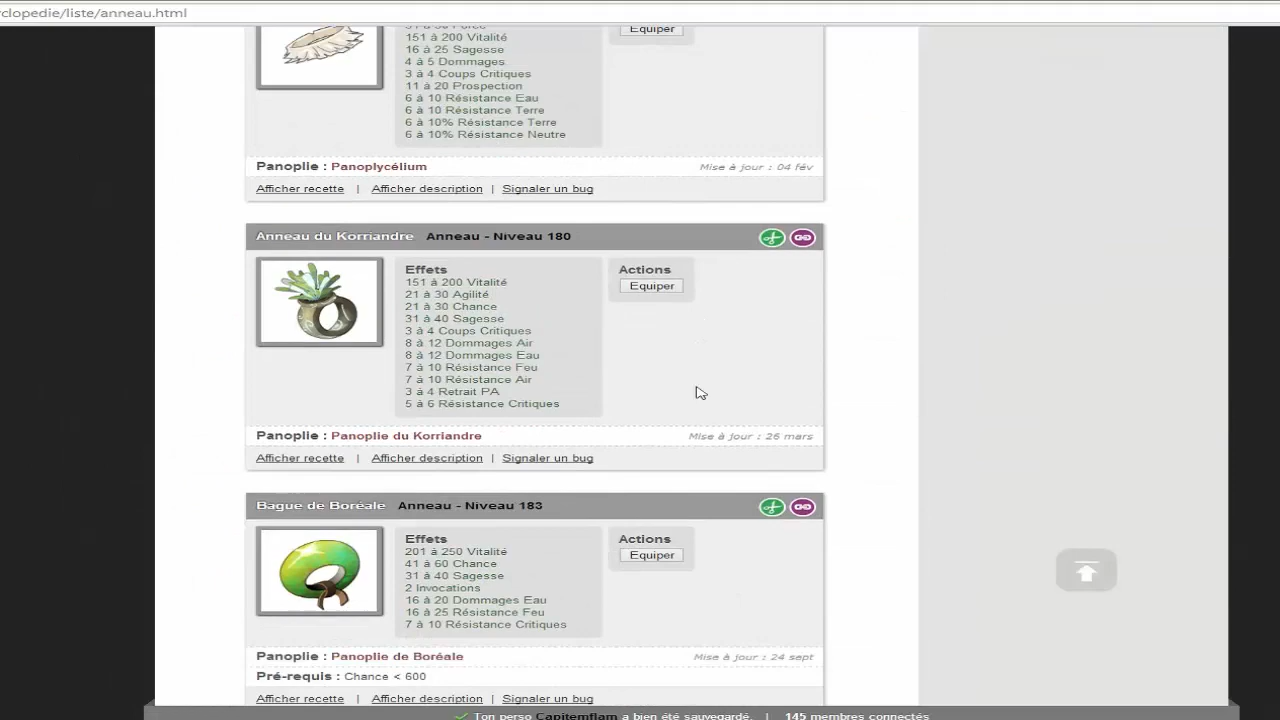 clopedie/liste/anneau.html
151 à 200 Vitalité
16 à 25 Sagesse
4 à 5 Dommages
3 à 4 Coups Critiques
11 à 20 Prospection
6 à 10 Résistance Eau
6 à 10 Résistance Terre
6 à 10% Résistance Terre
6 à 10% Résistance Neutre
Equiper
Panoplie : Panoplycélium
Mise à jour : 04 fév
Afficher recette | Afficher description | Signaler un bug
Anneau du Korriandre Anneau - Niveau 180
Effets
151 à 200 Vitalité
21 à 30 Agilité
21 à 30 Chance
31 à 40 Sagesse
3 à 4 Coups Critiques
8 à 12 Dommages Air
8 à 12 Dommages Eau
7 à 10 Résistance Feu
7 à 10 Résistance Air
3 à 4 Retrait PA
5 à 6 Résistance Critiques
Actions
Equiper
Panoplie : Panoplie du Korriandre
Mise à jour : 26 mars
Afficher recette | Afficher description | Signaler un bug
Bague de Boréale Anneau - Niveau 183
Effets
201 à 250 Vitalité
41 à 60 Chance
31 à 40 Sagesse
2 Invocations
16 à 20 Dommages Eau
16 à 25 Résistance Feu
7 à 10 Résistance Critiques
Actions
Equiper
Panoplie : Panoplie de Boréale
Mise à jour : 24 sept
Pré-requis : Chance < 600
Afficher recette | Afficher description | Signaler un bug
Ton perso Capitemflam a bien été sauvegardé. | 145 membres connectés